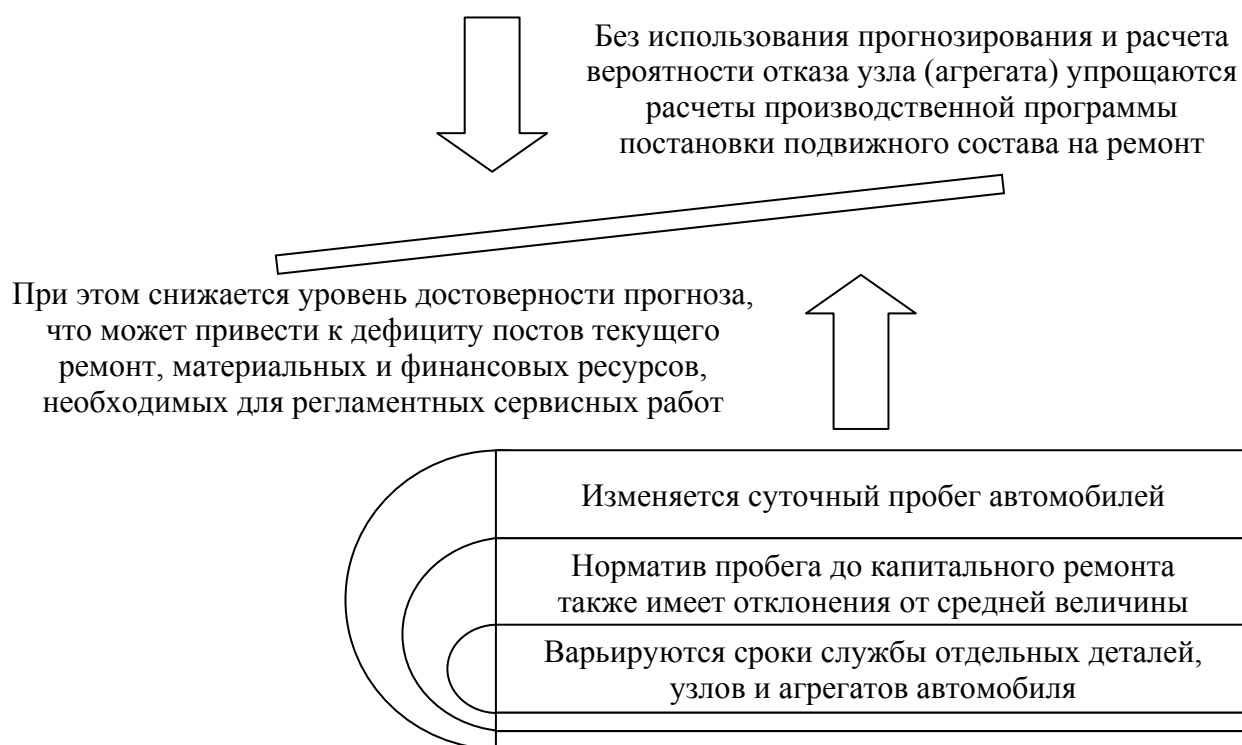 Без использования прогнозирования и расчета
вероятности отказа узла (агрегата) упрощаются
расчеты производственной программы
постановки подвижного состава на ремонт
При этом снижается уровень достоверности прогноза,
что может привести к дефициту постов текущего
ремонт, материальных и финансовых ресурсов,
необходимых для регламентных сервисных работ
Изменяется суточный пробег автомобилей
Норматив пробега до капитального ремонта
также имеет отклонения от средней величины
Варьируются сроки службы отдельных деталей,
узлов и агрегатов автомобиля